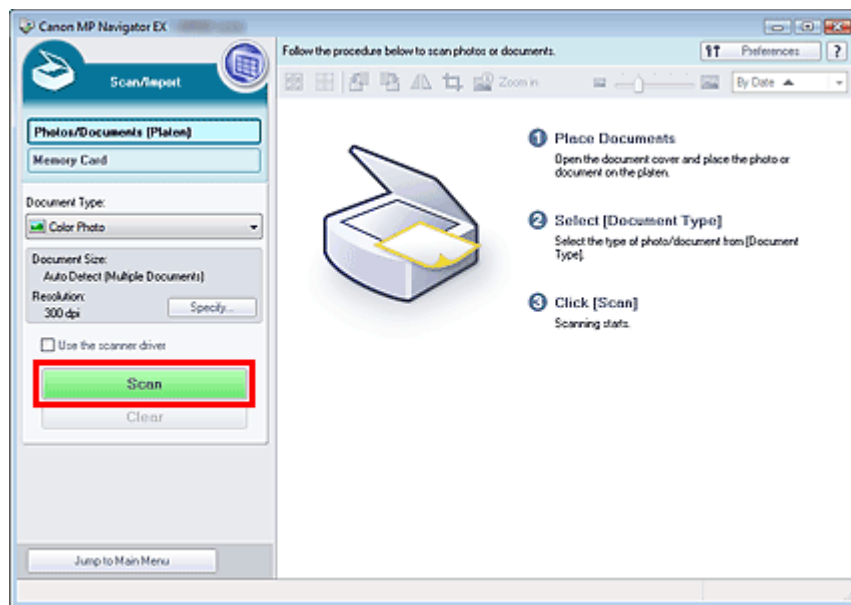 Canon MP Navigator EX
Scan/Import
Photos/Documents (Platen)
Memory Card
Document Type:
Color Photo
Document Size:
Auto Detect (Multiple Documents)
Resolution:
300 dpi
Specify...
Use the scanner driver
Scan
Clear
Jump to Main Menu
Follow the procedure below to scan photos or documents.
Preferences
?
Zoom in
By Date
1 Place Documents
Open the document cover and place the photo or
document on the platen.
2 Select [Document Type]
Select the type of photo/document from [Document
Type].
3 Click [Scan]
Scanning starts.